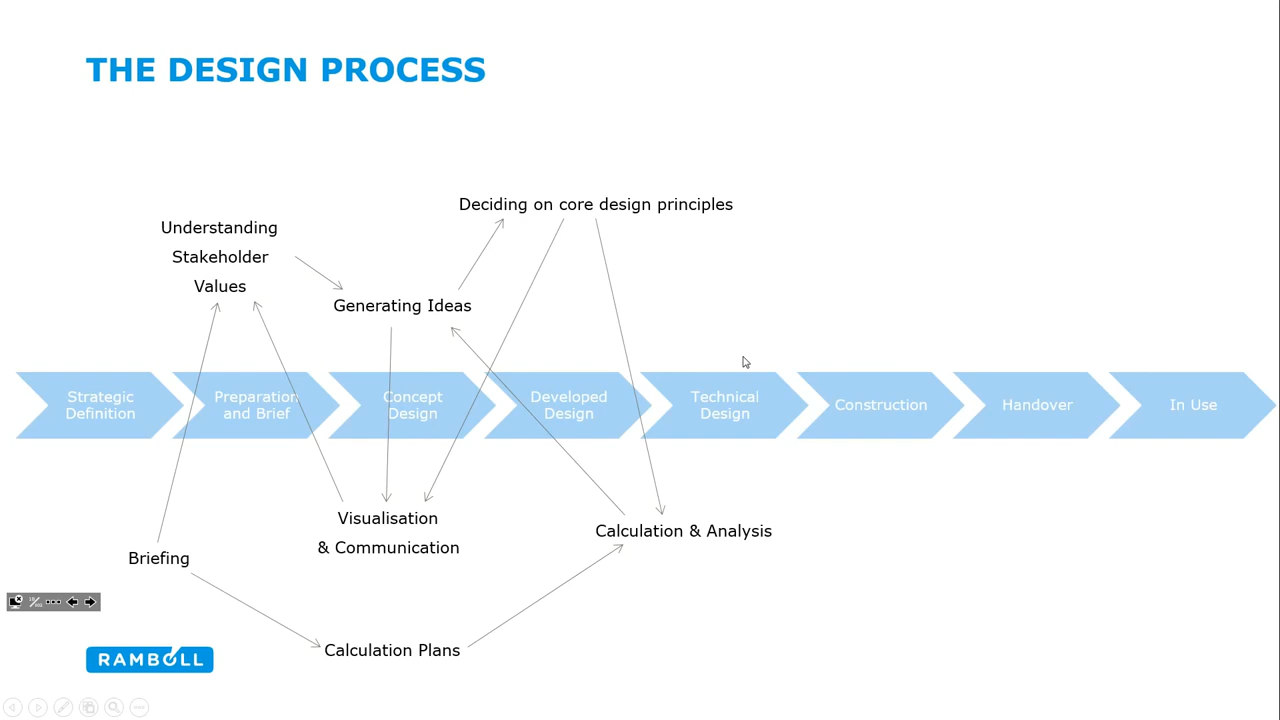 THE DESIGN PROCESS
Deciding on core design principles
Understanding
Stakeholder
Values
Generating Ideas
Strategic
Definition
Preparation
and Brief
Concept
Design
Developed
Design
Technical
Design
Construction
Handover
In Use
Visualisation
& Communication
Calculation & Analysis
Briefing
Calculation Plans
RAMBOLL